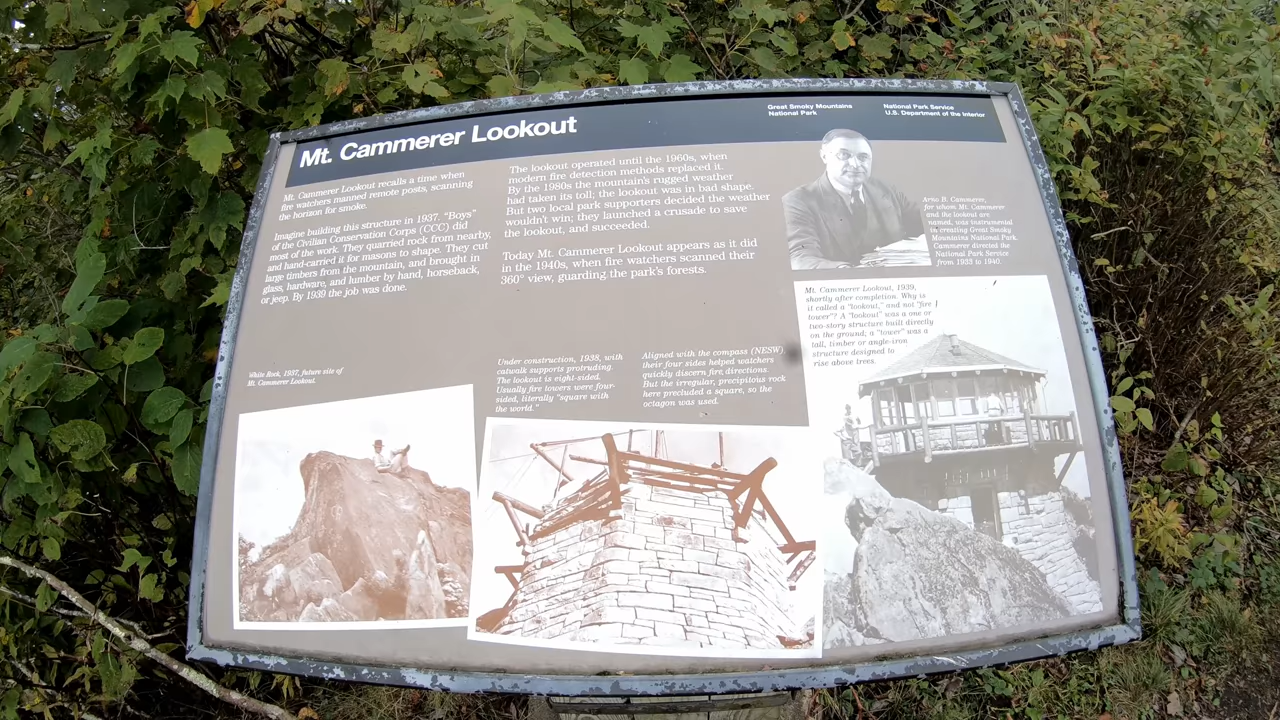 Mt. Cammerer Lookout
Great Smoky Mountains
National Park
National Park Service
U.S. Department of the Interior
Mt. Cammerer Lookout recalls a time when
fire watchers manned remote posts, scanning
the horizon for smoke.
Imagine building this structure in 1937. "Boys"
of the Civilian Conservation Corps (CCC) did
most of the work. They quarried rock from nearby,
and hand-carried it for masons to shape. They cut
large timbers from the mountain, and brought in
glass, hardware, and lumber by hand, horseback,
or jeep. By 1939 the job was done.
The lookout operated until the 1960s, when
modern fire detection methods replaced it.
By the 1980s the mountain's rugged weather
had taken its toll; the lookout was in bad shape.
But two local park supporters decided the weather
wouldn't win; they launched a crusade to save
the lookout, and succeeded.
Today Mt. Cammerer Lookout appears as it did
in the 1940s, when fire watchers scanned their
360° view, guarding the park's forests.
Arno B. Cammerer,
for whom Mt. Cammerer
and the lookout are
named, was instrumental
in creating Great Smoky
Mountains National Park.
Cammerer directed the
National Park Service
from 1933 to 1940.
Mt. Cammerer Lookout, 1939,
shortly after completion. Why is
it called a "lookout," and not "fire
tower"? A "lookout" was a one or
two-story structure built directly
on the ground; a "tower" was a
tall, timber or angle-iron
structure designed to
rise above trees.
White Rock, 1937, future site of
Mt. Cammerer Lookout.
Under construction, 1938, with
catwalk supports protruding.
The lookout is eight-sided.
Usually fire towers were four-
sided, literally "square with
the world."
Aligned with the compass (NESW)
their four sides helped watchers
quickly discern fire directions.
But the irregular, precipitous rock
here precluded a square, so the
octagon was used.